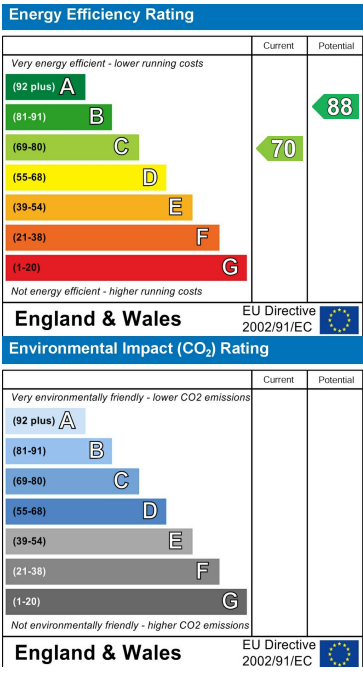 Energy Efficiency Rating
Current Potential
Very energy efficient - lower running costs
(92 plus) A
(81-91) B
88
(69-80) C
70
(55-68) D
(39-54) E
(21-38) F
(1-20) G
Not energy efficient - higher running costs
England & Wales
EU Directive
2002/91/EC
Environmental Impact (CO₂) Rating
Current Potential
Very environmentally friendly - lower CO2 emissions
(92 plus) A
(81-91) B
(69-80) C
(55-68) D
(39-54) E
(21-38) F
(1-20) G
Not environmentally friendly - higher CO2 emissions
England & Wales
EU Directive
2002/91/EC